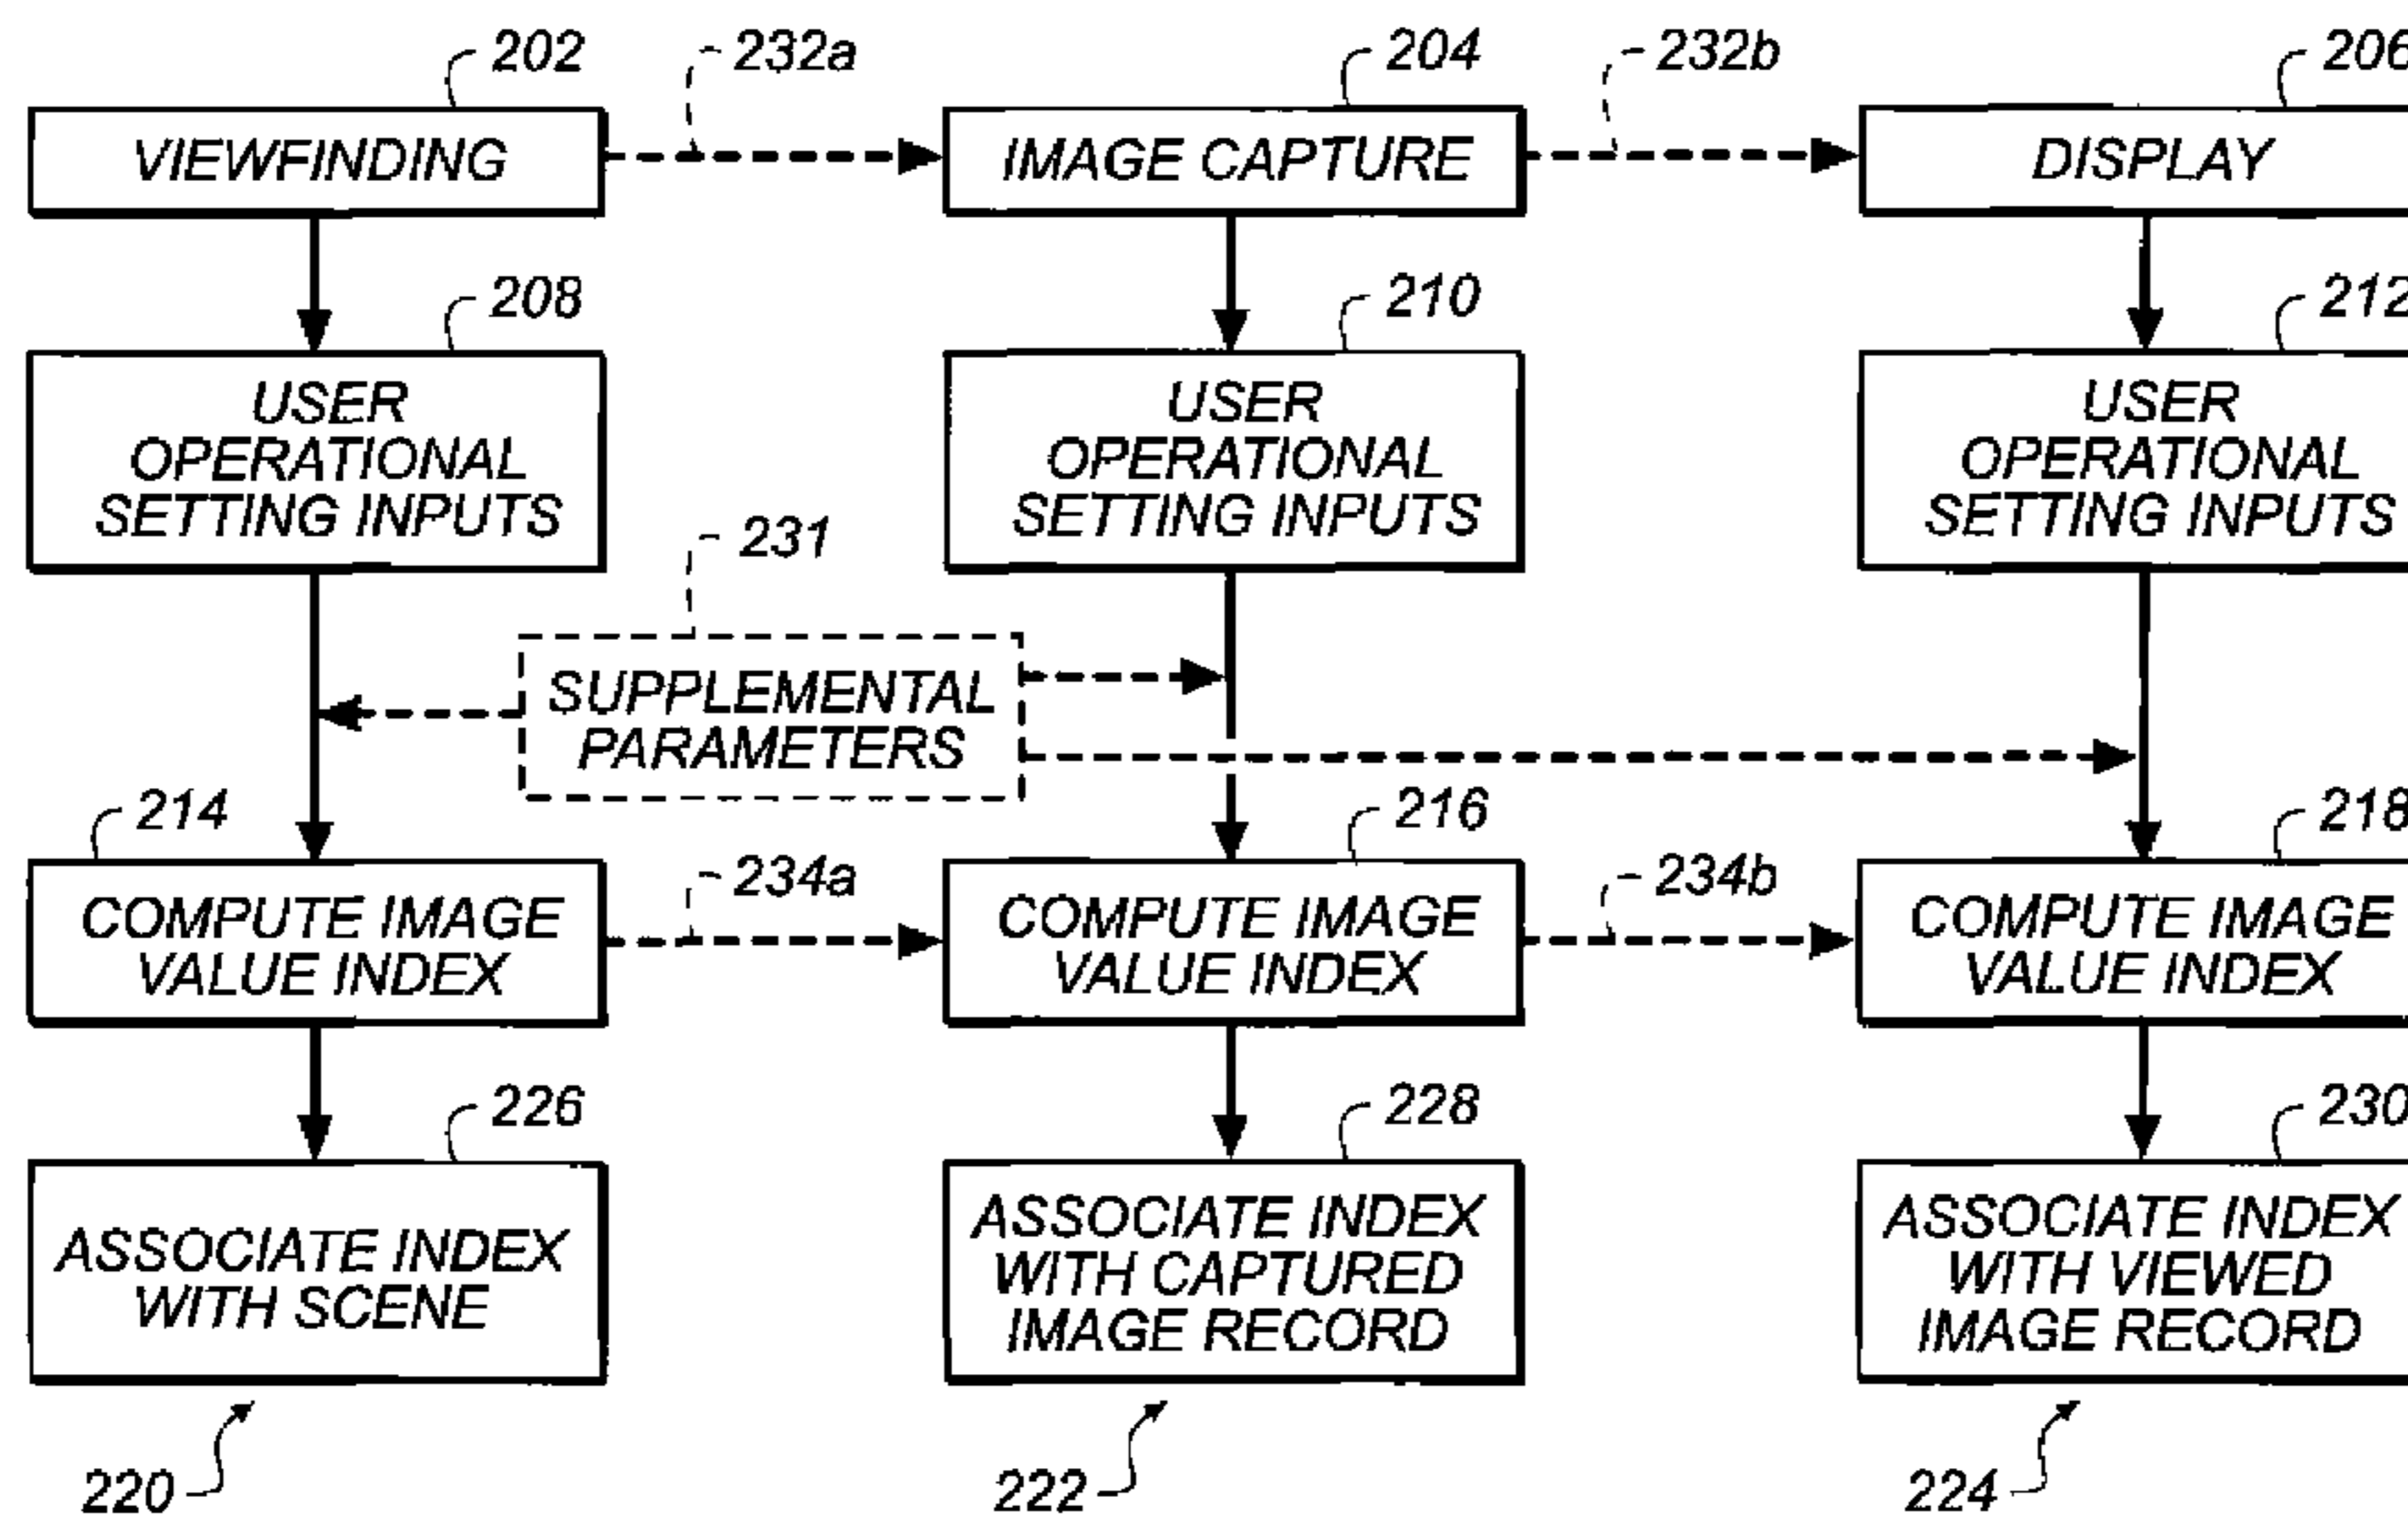 202
232a
204
232b
206
VIEWFINDING
IMAGE CAPTURE
DISPLAY
208
210
212
USER
OPERATIONAL
SETTING INPUTS
USER
OPERATIONAL
SETTING INPUTS
USER
OPERATIONAL
SETTING INPUTS
231
SUPPLEMENTAL
PARAMETERS
214
216
218
234a
234b
COMPUTE IMAGE
VALUE INDEX
COMPUTE IMAGE
VALUE INDEX
COMPUTE IMAGE
VALUE INDEX
226
228
230
ASSOCIATE INDEX
WITH SCENE
ASSOCIATE INDEX
WITH CAPTURED
IMAGE RECORD
ASSOCIATE INDEX
WITH VIEWED
IMAGE RECORD
220
222
224